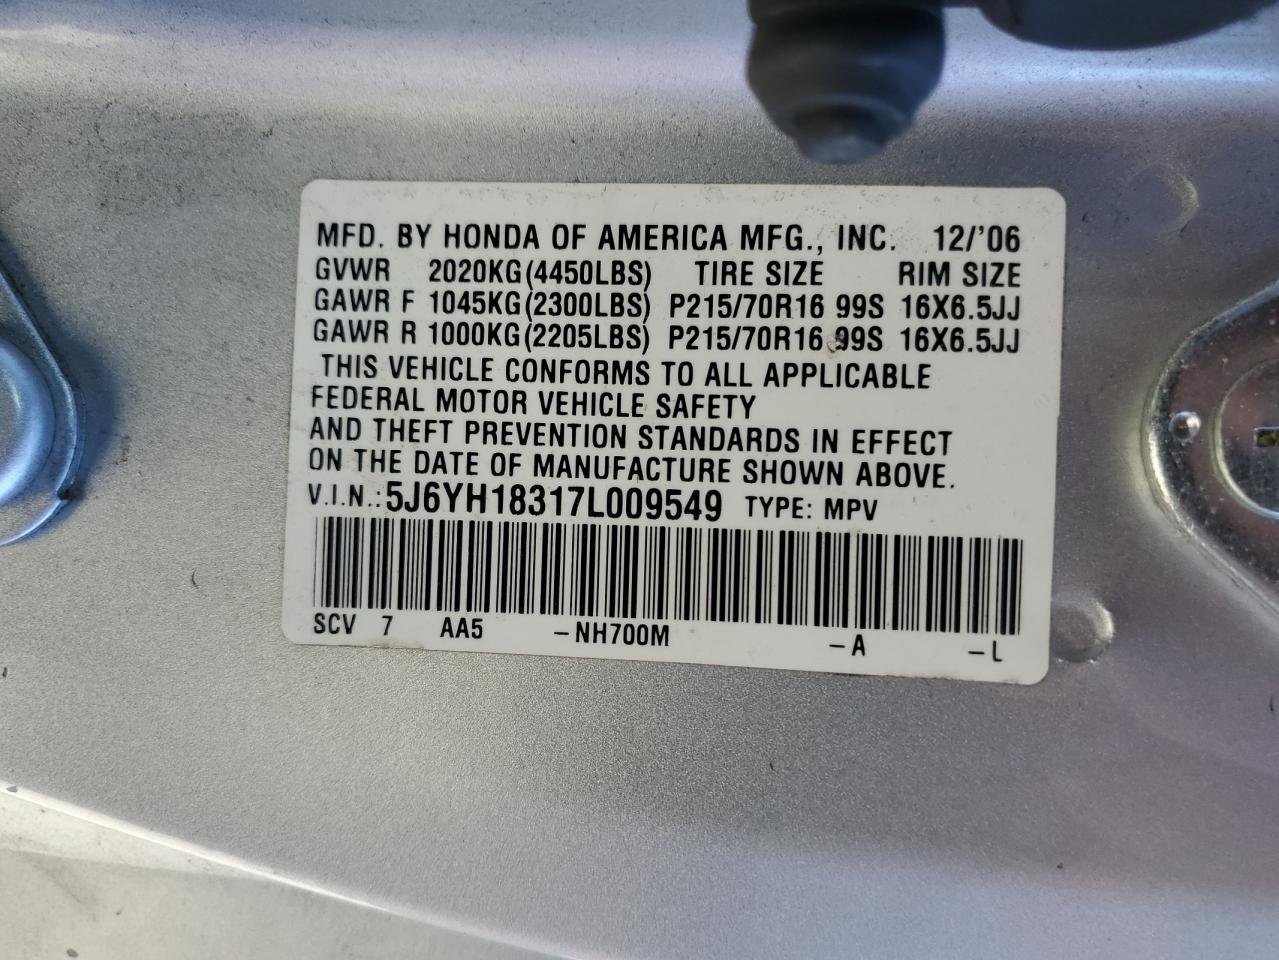 MFD. BY HONDA OF AMERICA MFG., INC. 12/'06
GVWR 2020KG(4450LBS) TIRE SIZE RIM SIZE
GAWR F 1045KG(2300LBS) P215/70R16 99S 16X6.5JJ
GAWR R 1000KG(2205LBS) P215/70R16 99S 16X6.5JJ
THIS VEHICLE CONFORMS TO ALL APPLICABLE
FEDERAL MOTOR VEHICLE SAFETY
AND THEFT PREVENTION STANDARDS IN EFFECT
ON THE DATE OF MANUFACTURE SHOWN ABOVE.
V.I.N.: 5J6YH18317L009549 TYPE: MPV
SCV 7 AA5 -NH700M -A -L